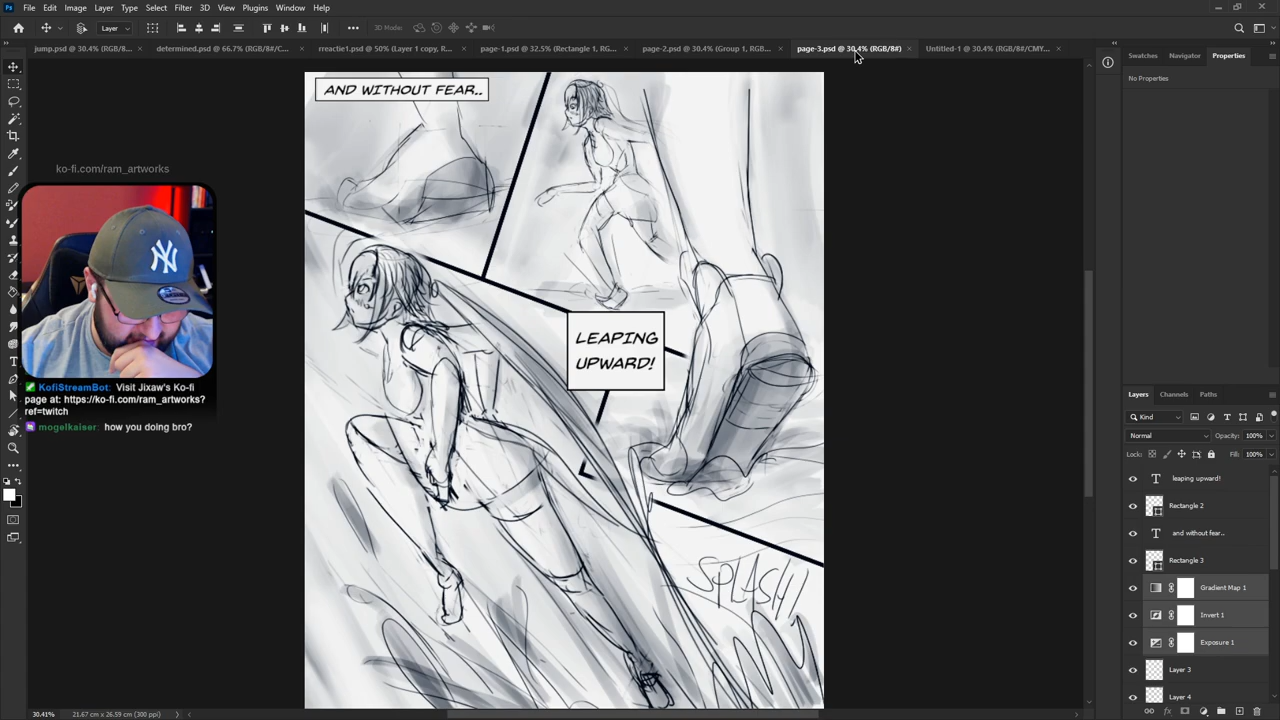 Ps File Edit Image Layer Type Select Filter 3D View Plugins Window Help
Layer 3D Mode:
jump.psd @ 30.4% (RGB/8... × determined.psd @ 66.7% (RGB/8#/C... × rreactie1.psd @ 50% (Layer 1 copy, R... × page-1.psd @ 32.5% (Rectangle 1, RG... × page-2.psd @ 30.4% (Group 1, RGB... × page-3.psd @ 30.4% (RGB/8#) × Untitled-1 @ 30.4% (RGB/8#/CMY... ×
Swatches Navigator Properties
No Properties
AND WITHOUT FEAR..
ko-fi.com/ram_artworks
NY
LEAPING
UPWARD!
KofiStreamBot: Visit Jixaw's Ko-fi
page at: https://ko-fi.com/ram_artworks?
ref=twitch
mogelkaiser: how you doing bro?
SPLASH!
Layers Channels Paths
Kind
Normal Opacity: 100%
Lock: Fill: 100%
leaping upward!
Rectangle 2
and without fear..
Rectangle 3
Gradient Map 1
Invert 1
Exposure 1
Layer 3
Layer 4
30.41% 21.67 cm x 26.59 cm (300 ppi)